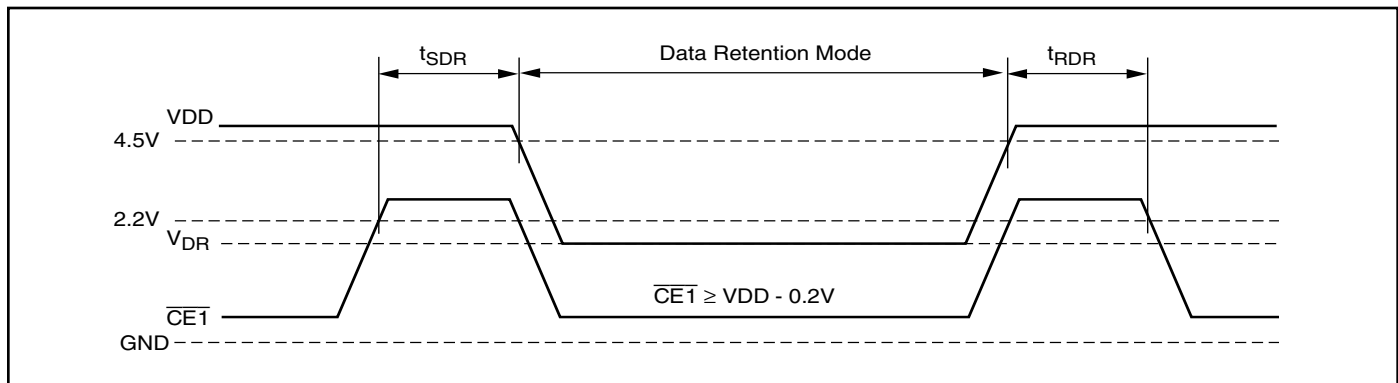 tSDR Data Retention Mode tRDR
VDD
4.5V
2.2V
VDR
CE1 ≥ VDD - 0.2V
CE1
GND